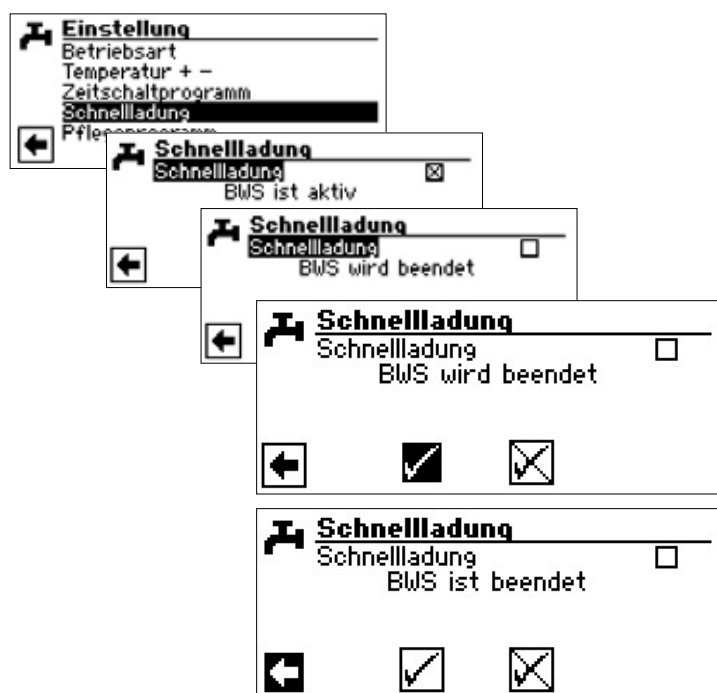 Einstellung
Betriebsart
Temperatur + -
Zeitschaltprogramm
Schnellladung
Pflegeprogramm
Schnellladung
Schnellladung
BWS ist aktiv
Schnellladung
Schnellladung
BWS wird beendet
Schnellladung
Schnellladung
BWS wird beendet
Schnellladung
Schnellladung
BWS ist beendet